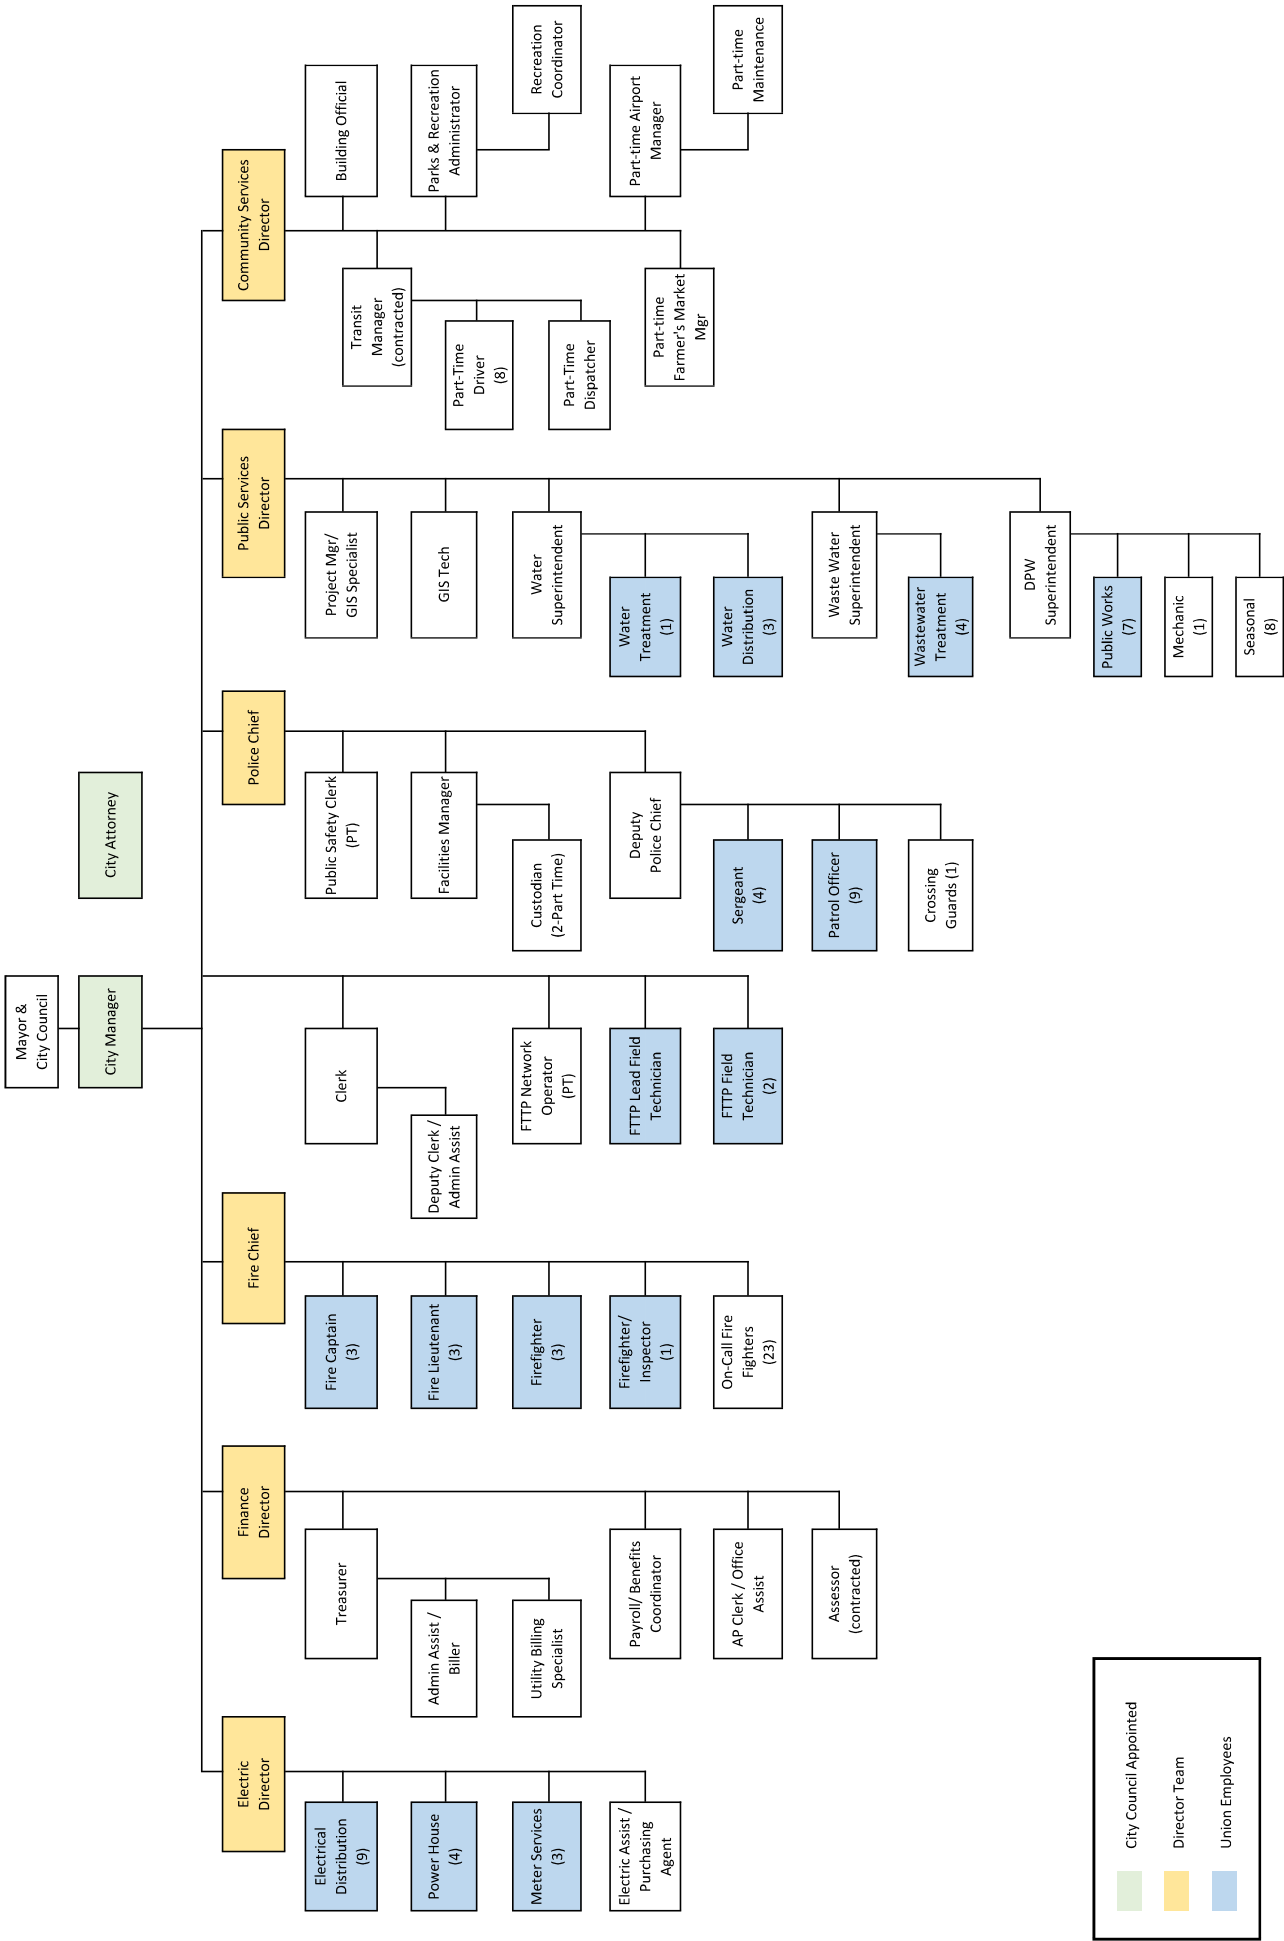 Mayor &
City Council
City Manager
City Attorney
Electric
Director
Electrical
Distribution
(9)
Power House
(4)
Meter Services
(3)
Electric Assist /
Purchasing
Agent
Finance
Director
Treasurer
Admin Assist /
Biller
Utility Billing
Specialist
Payroll/ Benefits
Coordinator
AP Clerk / Office
Assist
Assessor
(contracted)
Fire Chief
Fire Captain
(3)
Fire Lieutenant
(3)
Firefighter
(3)
Firefighter/
Inspector
(1)
On-Call Fire
Fighters
(23)
Clerk
Deputy Clerk /
Admin Assist
FTTP Network
Operator
(PT)
FTTP Lead Field
Technician
FTTP Field
Technician
(2)
Police Chief
Public Safety Clerk
(PT)
Facilities Manager
Custodian
(2-Part Time)
Deputy
Police Chief
Sergeant
(4)
Patrol Officer
(9)
Crossing
Guards (1)
Public Services
Director
Project Mgr/
GIS Specialist
GIS Tech
Water
Superintendent
Water
Treatment
(1)
Water
Distribution
(3)
Waste Water
Superintendent
Wastewater
Treatment
(4)
DPW
Superintendent
Public Works
(7)
Mechanic
(1)
Seasonal
(8)
Community Services
Director
Building Official
Transit
Manager
(contracted)
Parks & Recreation
Administrator
Part-Time
Driver
(8)
Recreation
Coordinator
Part-Time
Dispatcher
Part-time Airport
Manager
Part-time
Farmer's Market
Mgr
Part-time
Maintenance
City Council Appointed
Director Team
Union Employees